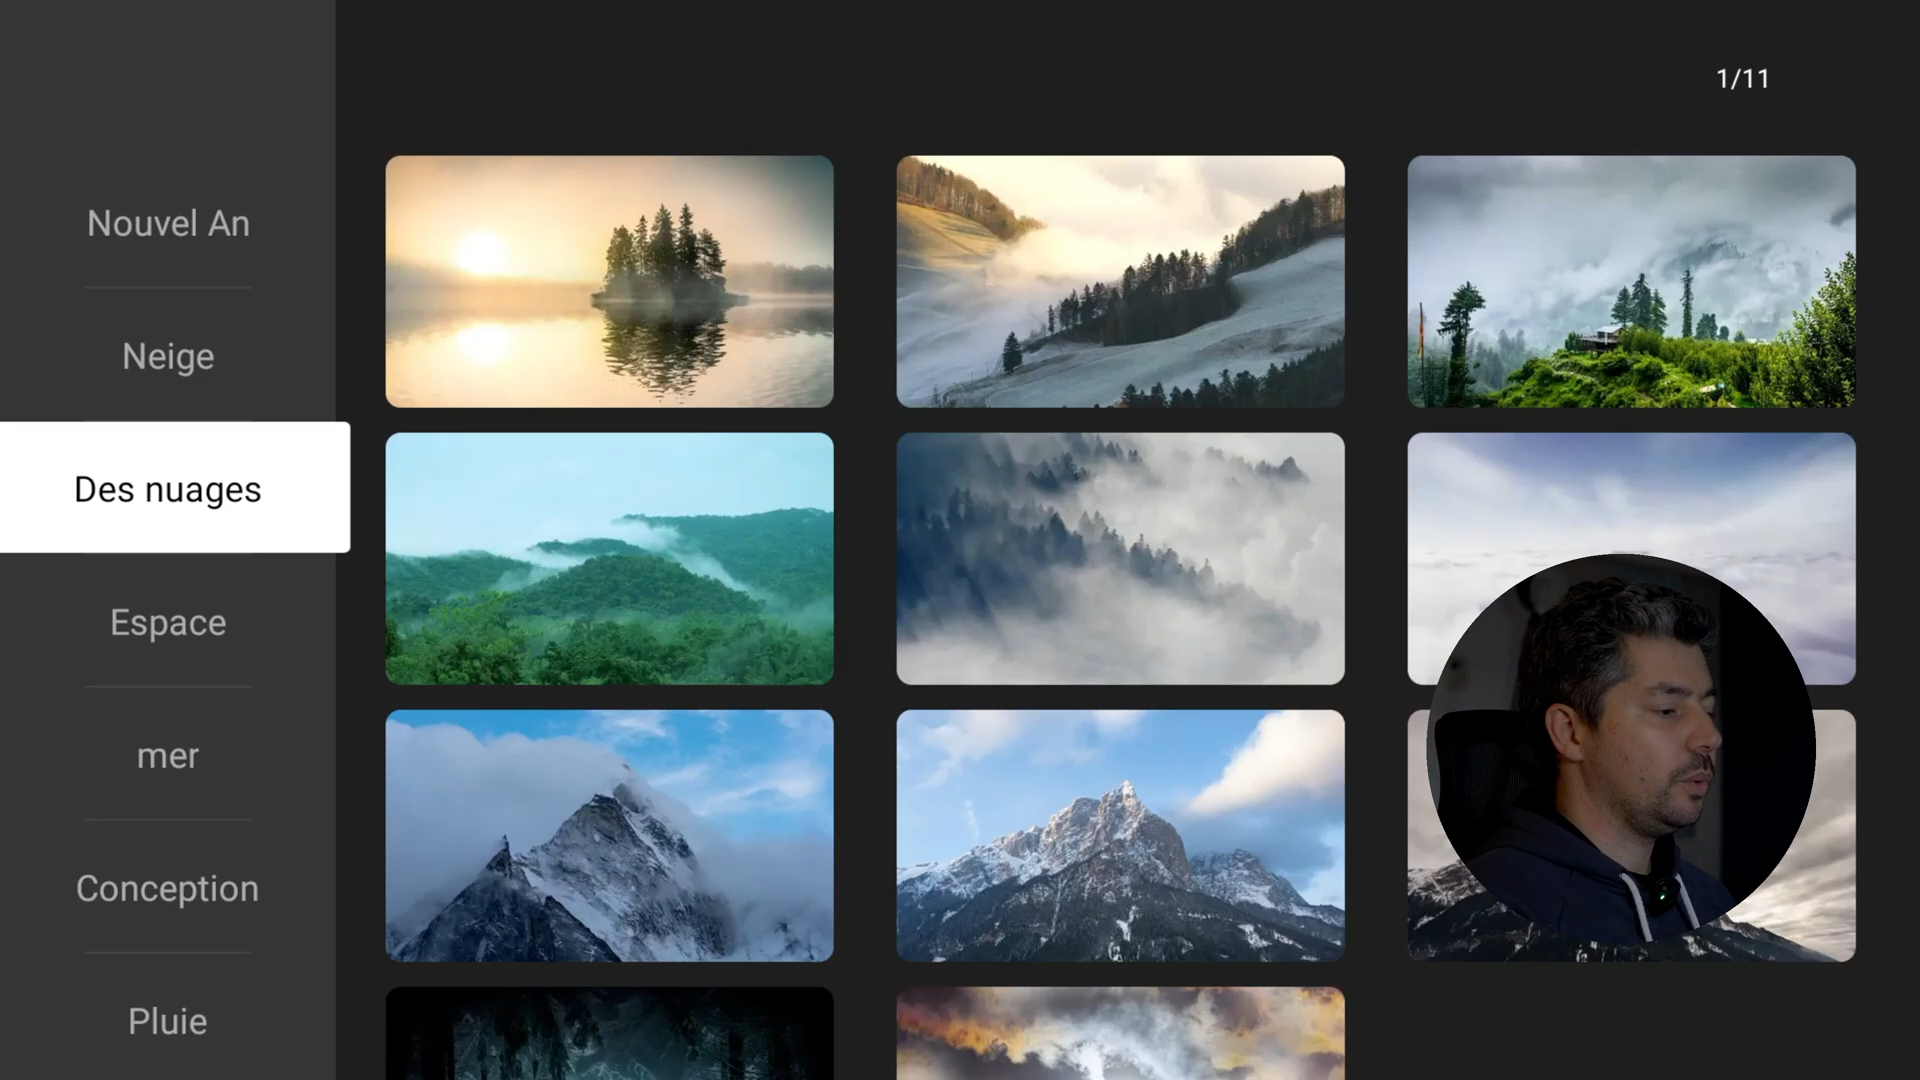 1/11
Nouvel An
Neige
Des nuages
Espace
mer
Conception
Pluie